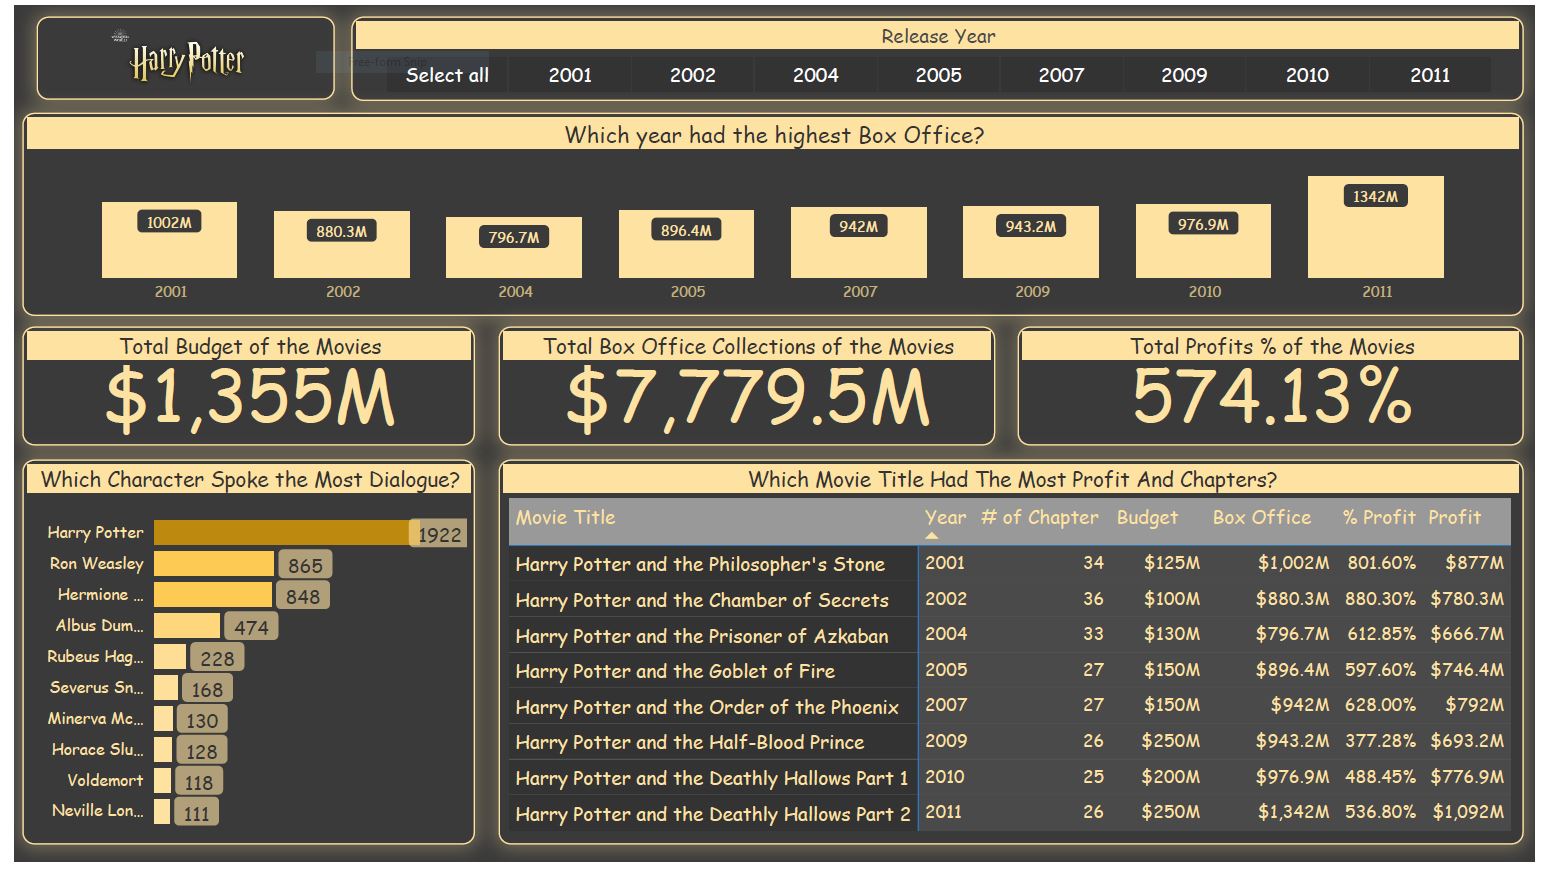 WIZARDING WORLD
Harry Potter
Release Year
Free-form Snip
Select all 2001 2002 2004 2005 2007 2009 2010 2011
Which year had the highest Box Office?
1002M 880.3M 796.7M 896.4M 942M 943.2M 976.9M 1342M
2001 2002 2004 2005 2007 2009 2010 2011
Total Budget of the Movies
$1,355M
Total Box Office Collections of the Movies
$7,779.5M
Total Profits % of the Movies
574.13%
Which Character Spoke the Most Dialogue?
Harry Potter 1922
Ron Weasley 865
Hermione ... 848
Albus Dum... 474
Rubeus Hag... 228
Severus Sn... 168
Minerva Mc... 130
Horace Slu... 128
Voldemort 118
Neville Lon... 111
Which Movie Title Had The Most Profit And Chapters?
Movie Title Year # of Chapter Budget Box Office % Profit Profit
Harry Potter and the Philosopher's Stone 2001 34 $125M $1,002M 801.60% $877M
Harry Potter and the Chamber of Secrets 2002 36 $100M $880.3M 880.30% $780.3M
Harry Potter and the Prisoner of Azkaban 2004 33 $130M $796.7M 612.85% $666.7M
Harry Potter and the Goblet of Fire 2005 27 $150M $896.4M 597.60% $746.4M
Harry Potter and the Order of the Phoenix 2007 27 $150M $942M 628.00% $792M
Harry Potter and the Half-Blood Prince 2009 26 $250M $943.2M 377.28% $693.2M
Harry Potter and the Deathly Hallows Part 1 2010 25 $200M $976.9M 488.45% $776.9M
Harry Potter and the Deathly Hallows Part 2 2011 26 $250M $1,342M 536.80% $1,092M